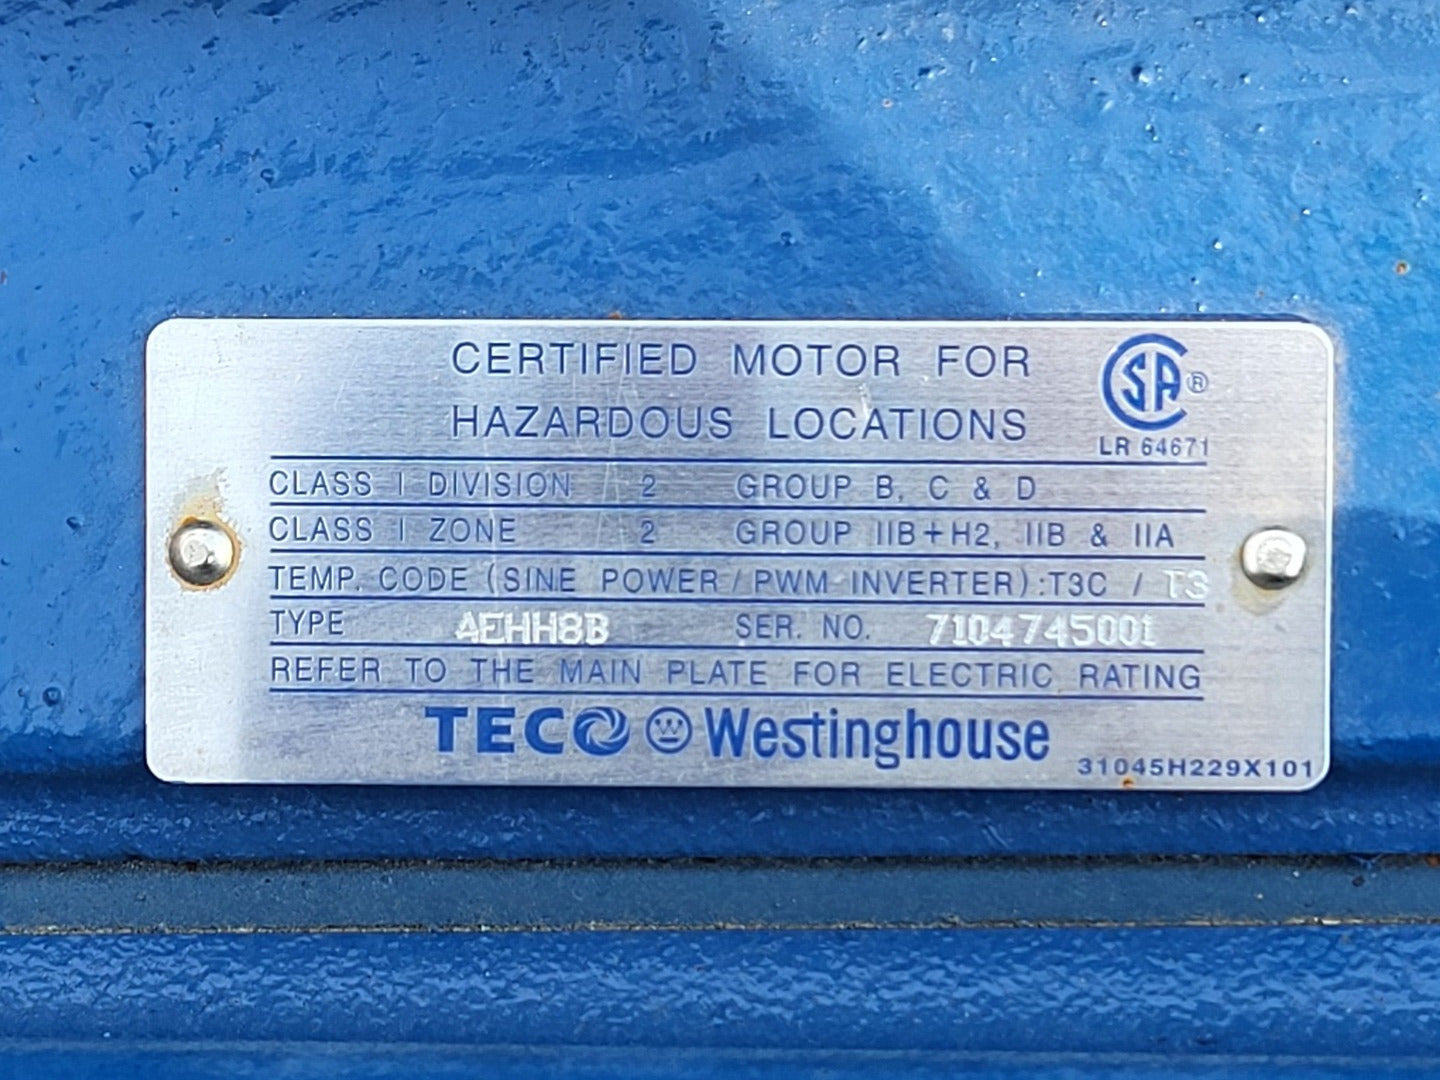 CERTIFIED MOTOR FOR
HAZARDOUS LOCATIONS
SA®
LR 64671
CLASS I DIVISION 2 GROUP B, C & D
CLASS I ZONE 2 GROUP IIB+H2, IIB & IIA
TEMP. CODE (SINE POWER / PWM INVERTER):T3C / T3
TYPE AEHH8B SER. NO. 7104745001
REFER TO THE MAIN PLATE FOR ELECTRIC RATING
TECO W Westinghouse
31045H229X101